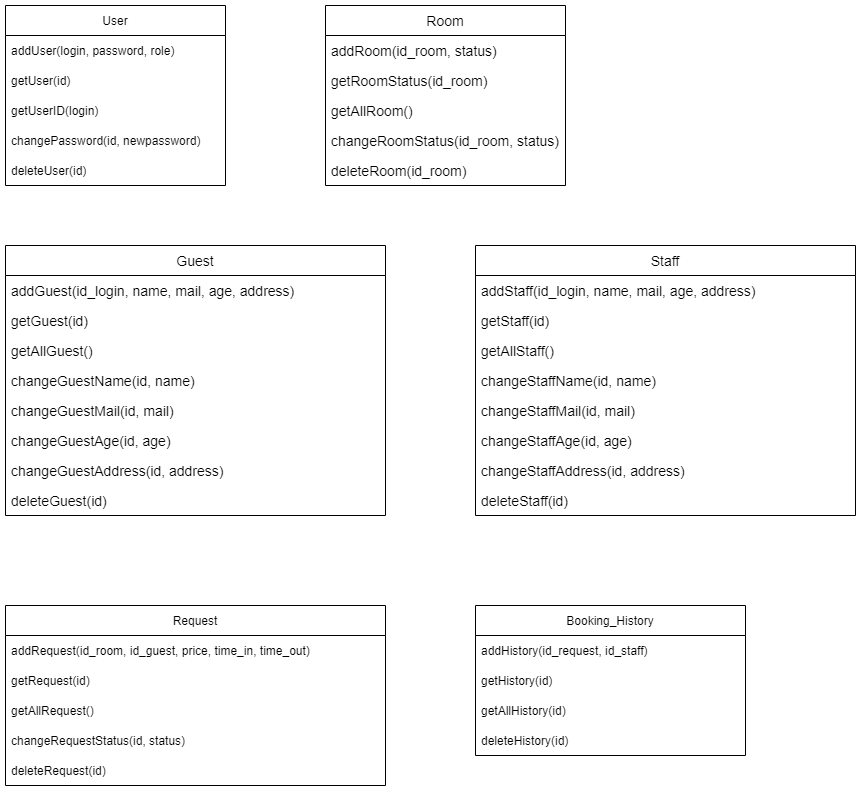 User
addUser(login, password, role)
getUser(id)
getUserID(login)
changePassword(id, newpassword)
deleteUser(id)
Room
addRoom(id_room, status)
getRoomStatus(id_room)
getAllRoom()
changeRoomStatus(id_room, status)
deleteRoom(id_room)
Guest
addGuest(id_login, name, mail, age, address)
getGuest(id)
getAllGuest()
changeGuestName(id, name)
changeGuestMail(id, mail)
changeGuestAge(id, age)
changeGuestAddress(id, address)
deleteGuest(id)
Staff
addStaff(id_login, name, mail, age, address)
getStaff(id)
getAllStaff()
changeStaffName(id, name)
changeStaffMail(id, mail)
changeStaffAge(id, age)
changeStaffAddress(id, address)
deleteStaff(id)
Request
addRequest(id_room, id_guest, price, time_in, time_out)
getRequest(id)
getAllRequest()
changeRequestStatus(id, status)
deleteRequest(id)
Booking_History
addHistory(id_request, id_staff)
getHistory(id)
getAllHistory(id)
deleteHistory(id)